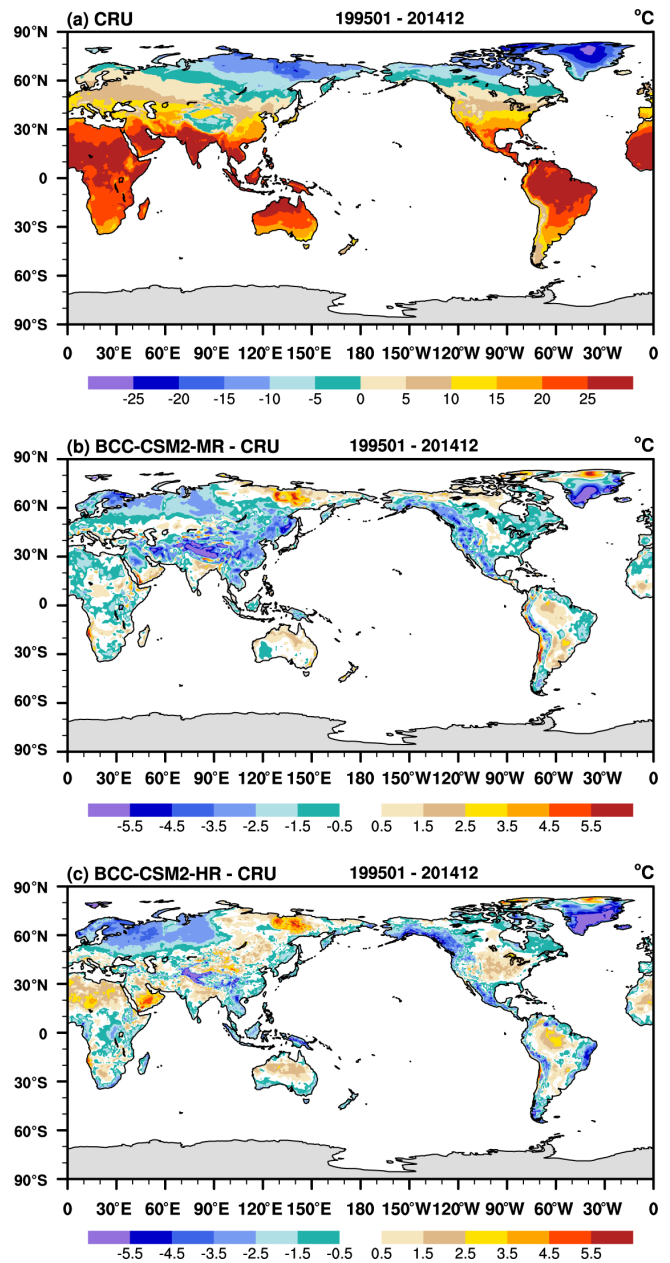 (a) CRU 199501 - 201412 °C
90°N
60°N
30°N
0
30°S
60°S
90°S
0 30°E 60°E 90°E 120°E 150°E 180° 150°W 120°W 90°W 60°W 30°W 0
-25 -20 -15 -10 -5 0 5 10 15 20 25
(b) BCC-CSM2-MR - CRU 199501 - 201412 °C
90°N
60°N
30°N
0
30°S
60°S
90°S
0 30°E 60°E 90°E 120°E 150°E 180° 150°W 120°W 90°W 60°W 30°W 0
-5.5 -4.5 -3.5 -2.5 -1.5 -0.5 0.5 1.5 2.5 3.5 4.5 5.5
(c) BCC-CSM2-HR - CRU 199501 - 201412 °C
90°N
60°N
30°N
0
30°S
60°S
90°S
0 30°E 60°E 90°E 120°E 150°E 180° 150°W 120°W 90°W 60°W 30°W 0
-5.5 -4.5 -3.5 -2.5 -1.5 -0.5 0.5 1.5 2.5 3.5 4.5 5.5